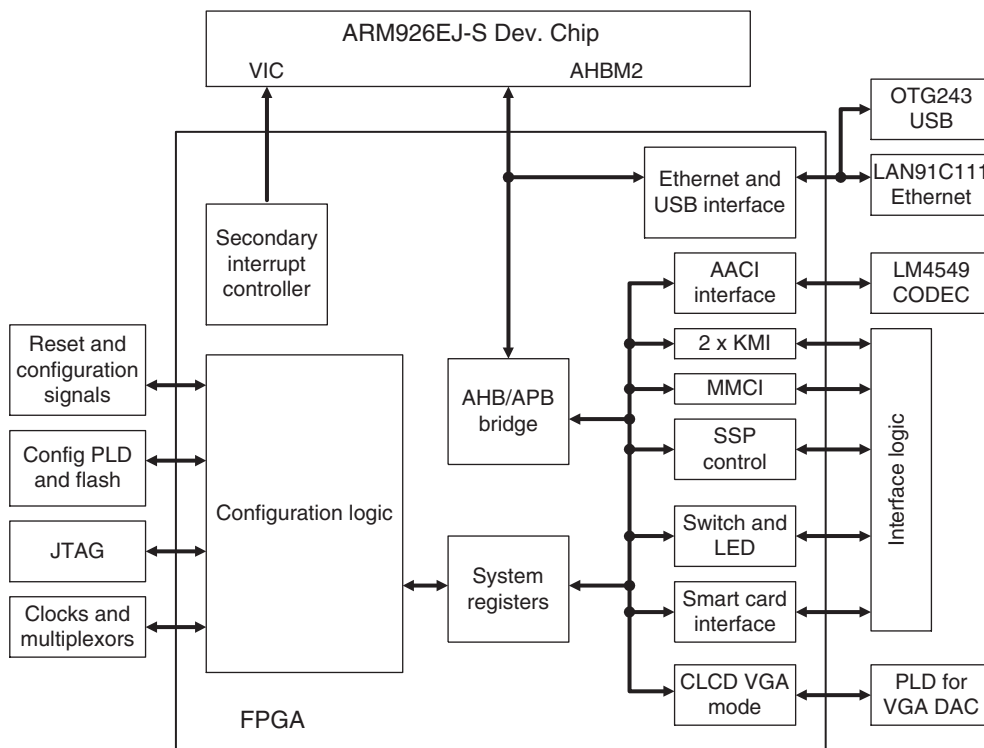 ARM926EJ-S Dev. Chip
VIC
AHBM2
OTG243
USB
LAN91C111
Ethernet
Ethernet and
USB interface
Secondary
interrupt
controller
AACI
interface
LM4549
CODEC
Reset and
configuration
signals
2 x KMI
MMCI
AHB/APB
bridge
SSP
control
Interface logic
Config PLD
and flash
Configuration logic
JTAG
Switch and
LED
System
registers
Clocks and
multiplexors
Smart card
interface
CLCD VGA
mode
PLD for
VGA DAC
FPGA